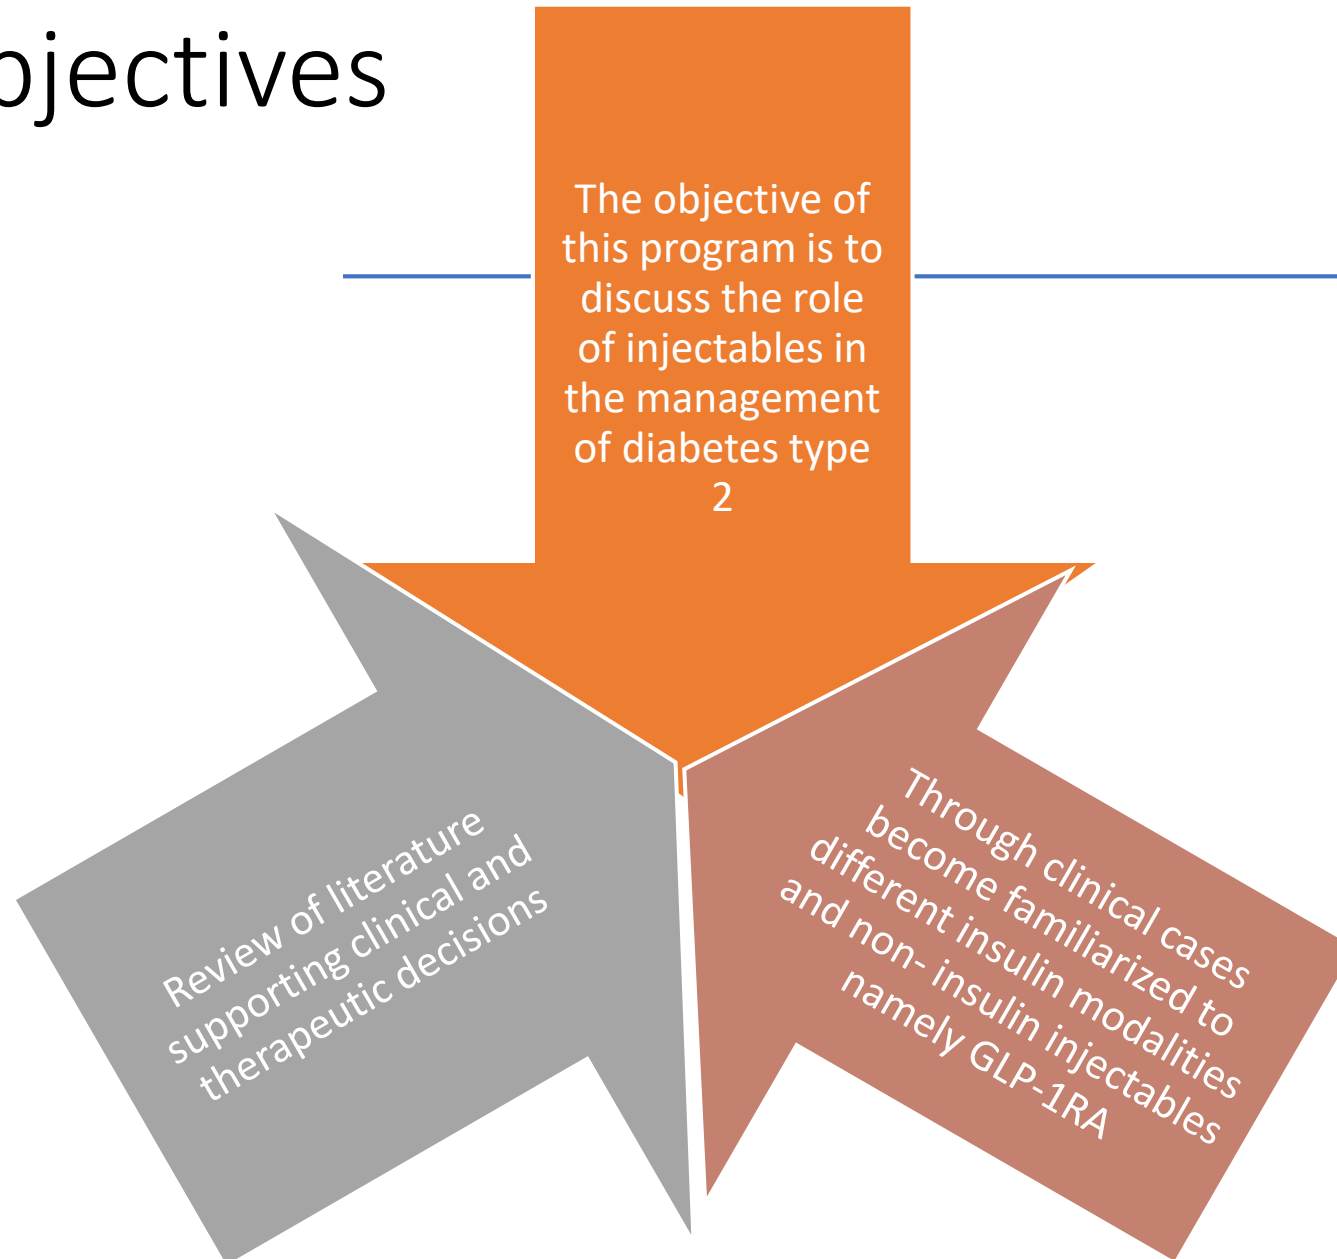 bjectives
The objective of
this program is to
discuss the role
of injectables in
the management
of diabetes type
2
Through clinical cases
become familiarized to
different insulin modalities
and non- insulin injectables
namely GLP-1RA
Review of literature
supporting clinical and
therapeutic decisions